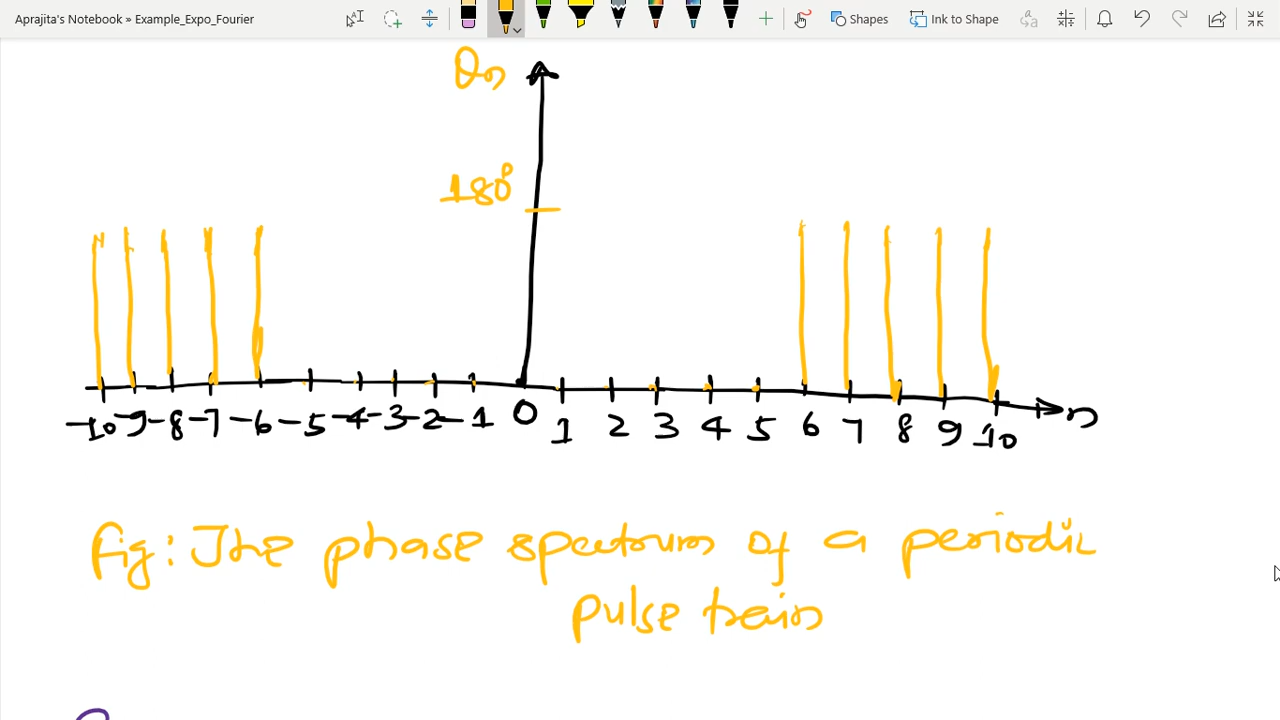 Aprajita's Notebook » Example_Expo_Fourier
Shapes
Ink to Shape
θn
180°
-10 -9 -8 -7 -6 -5 -4 -3 -2 -1 0 1 2 3 4 5 6 7 8 9 10 n
fig: The phase spectrum of a periodic
pulse train